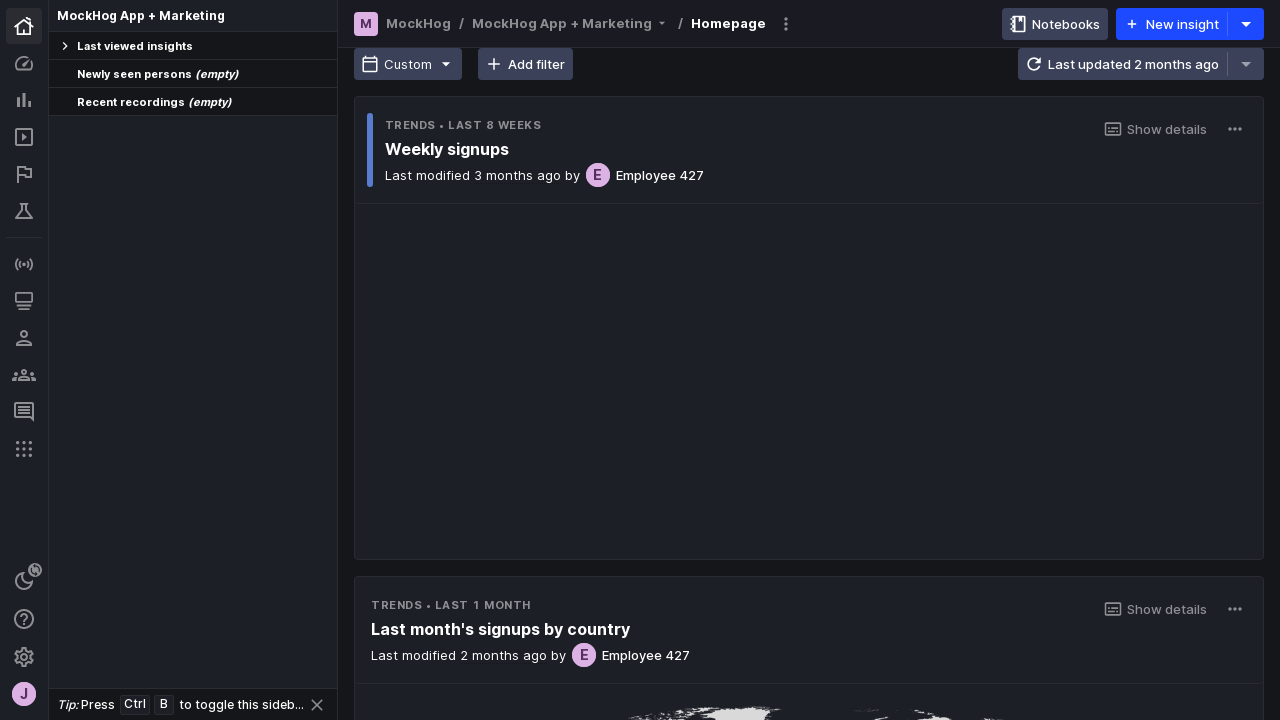 MockHog App + Marketing
Last viewed insights
Newly seen persons (empty)
Recent recordings (empty)
Tip: Press Ctrl B to toggle this sideb...
J
M MockHog / MockHog App + Marketing / Homepage
Notebooks
New insight
Custom
Add filter
Last updated 2 months ago
TRENDS • LAST 8 WEEKS
Show details
Weekly signups
Last modified 3 months ago by E Employee 427
TRENDS • LAST 1 MONTH
Show details
Last month's signups by country
Last modified 2 months ago by E Employee 427